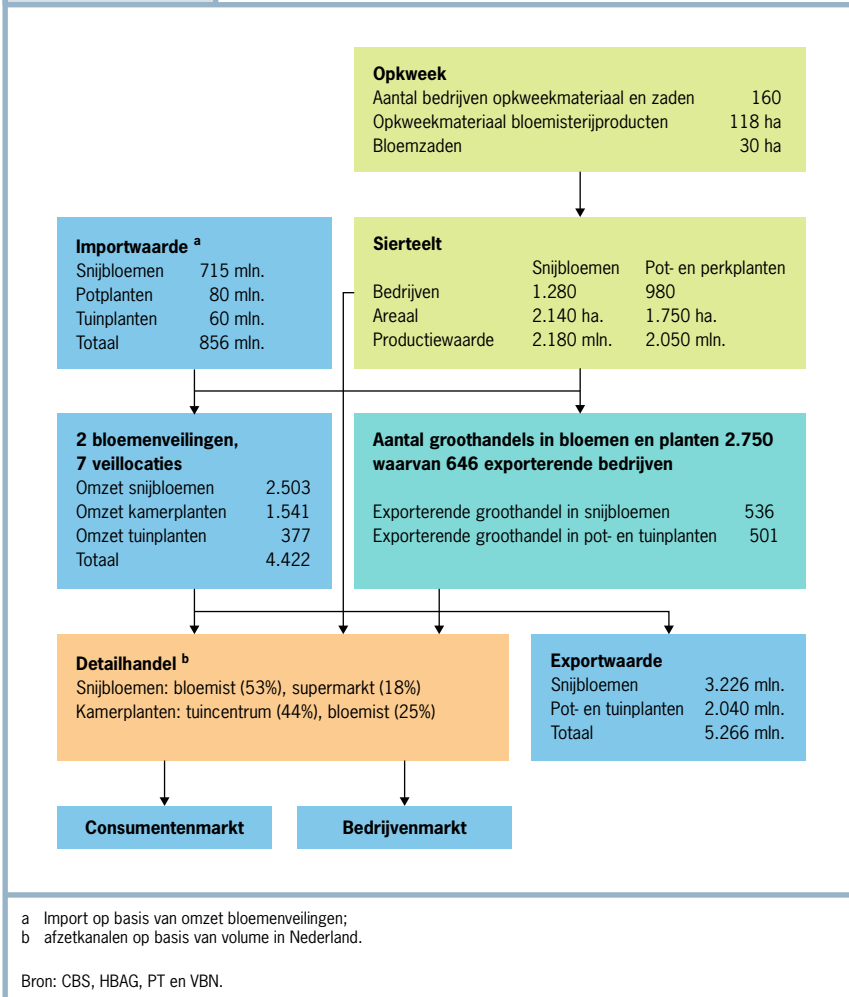 Opkweek
Aantal bedrijven opkweekmateriaal en zaden 160
Opkweekmateriaal bloemisterijproducten 118 ha
Bloemzaden 30 ha
Importwaarde a
Snijbloemen 715 mln.
Potplanten 80 mln.
Tuinplanten 60 mln.
Totaal 856 mln.
Sierteelt
Snijbloemen Pot- en perkplanten
Bedrijven 1.280 980
Areaal 2.140 ha. 1.750 ha.
Productiewaarde 2.180 mln. 2.050 mln.
2 bloemenveilingen,
7 veillocaties
Omzet snijbloemen 2.503
Omzet kamerplanten 1.541
Omzet tuinplanten 377
Totaal 4.422
Aantal groothandels in bloemen en planten 2.750
waarvan 646 exporterende bedrijven
Exporterende groothandel in snijbloemen 536
Exporterende groothandel in pot- en tuinplanten 501
Detailhandel b
Snijbloemen: bloemist (53%), supermarkt (18%)
Kamerplanten: tuincentrum (44%), bloemist (25%)
Exportwaarde
Snijbloemen 3.226 mln.
Pot- en tuinplanten 2.040 mln.
Totaal 5.266 mln.
Consumentenmarkt
Bedrijvenmarkt
a Import op basis van omzet bloemenveilingen;
b afzetkanalen op basis van volume in Nederland.
Bron: CBS, HBAG, PT en VBN.